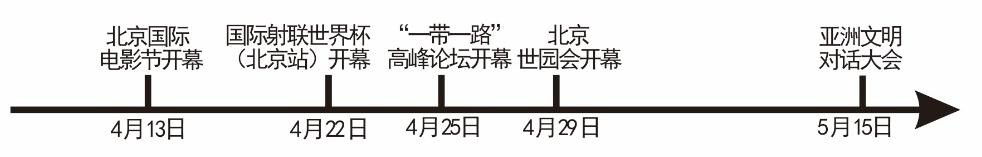 北京国际
电影节开幕
国际射联世界杯
（北京站）开幕
“一带一路”
高峰论坛开幕
北京
世园会开幕
亚洲文明
对话大会
4月13日
4月22日
4月25日
4月29日
5月15日